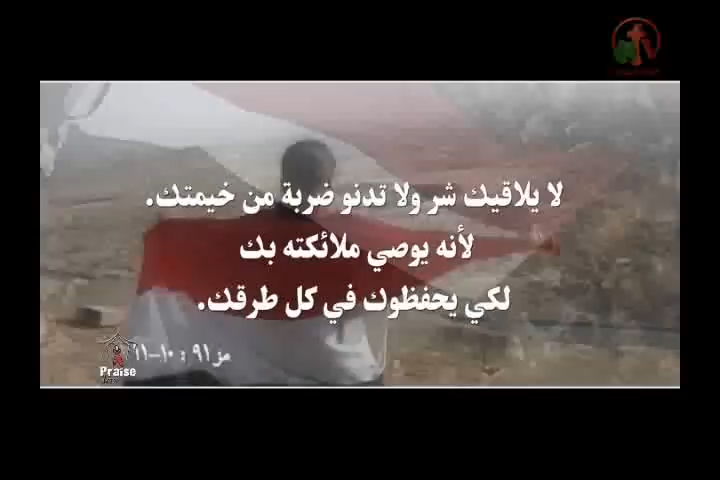 لا يلاقيك شر ولا تدنو ضربة من خيمتك.
لأنه يوصي ملائكته بك
لكي يحفظوك في كل طرقك.
مز ٩١ : ١٠-١١
Praise